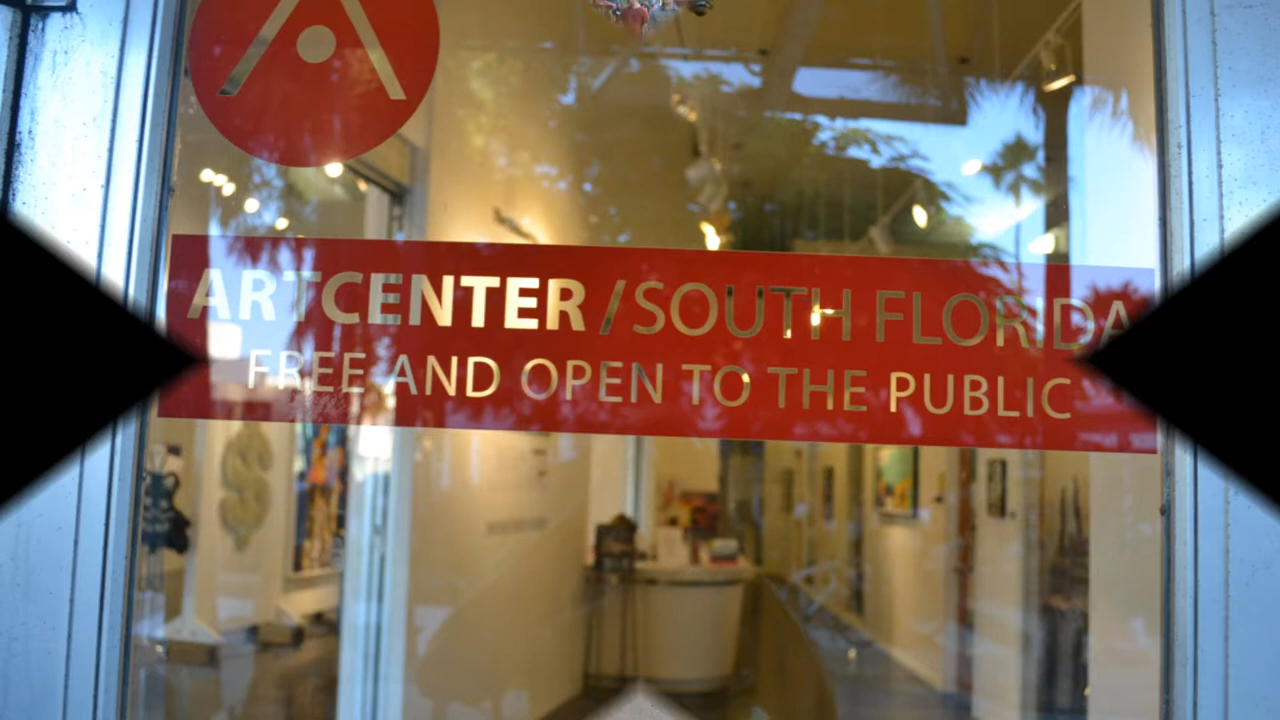 ARTCENTER/SOUTH FLORIDA
FREE AND OPEN TO THE PUBLIC